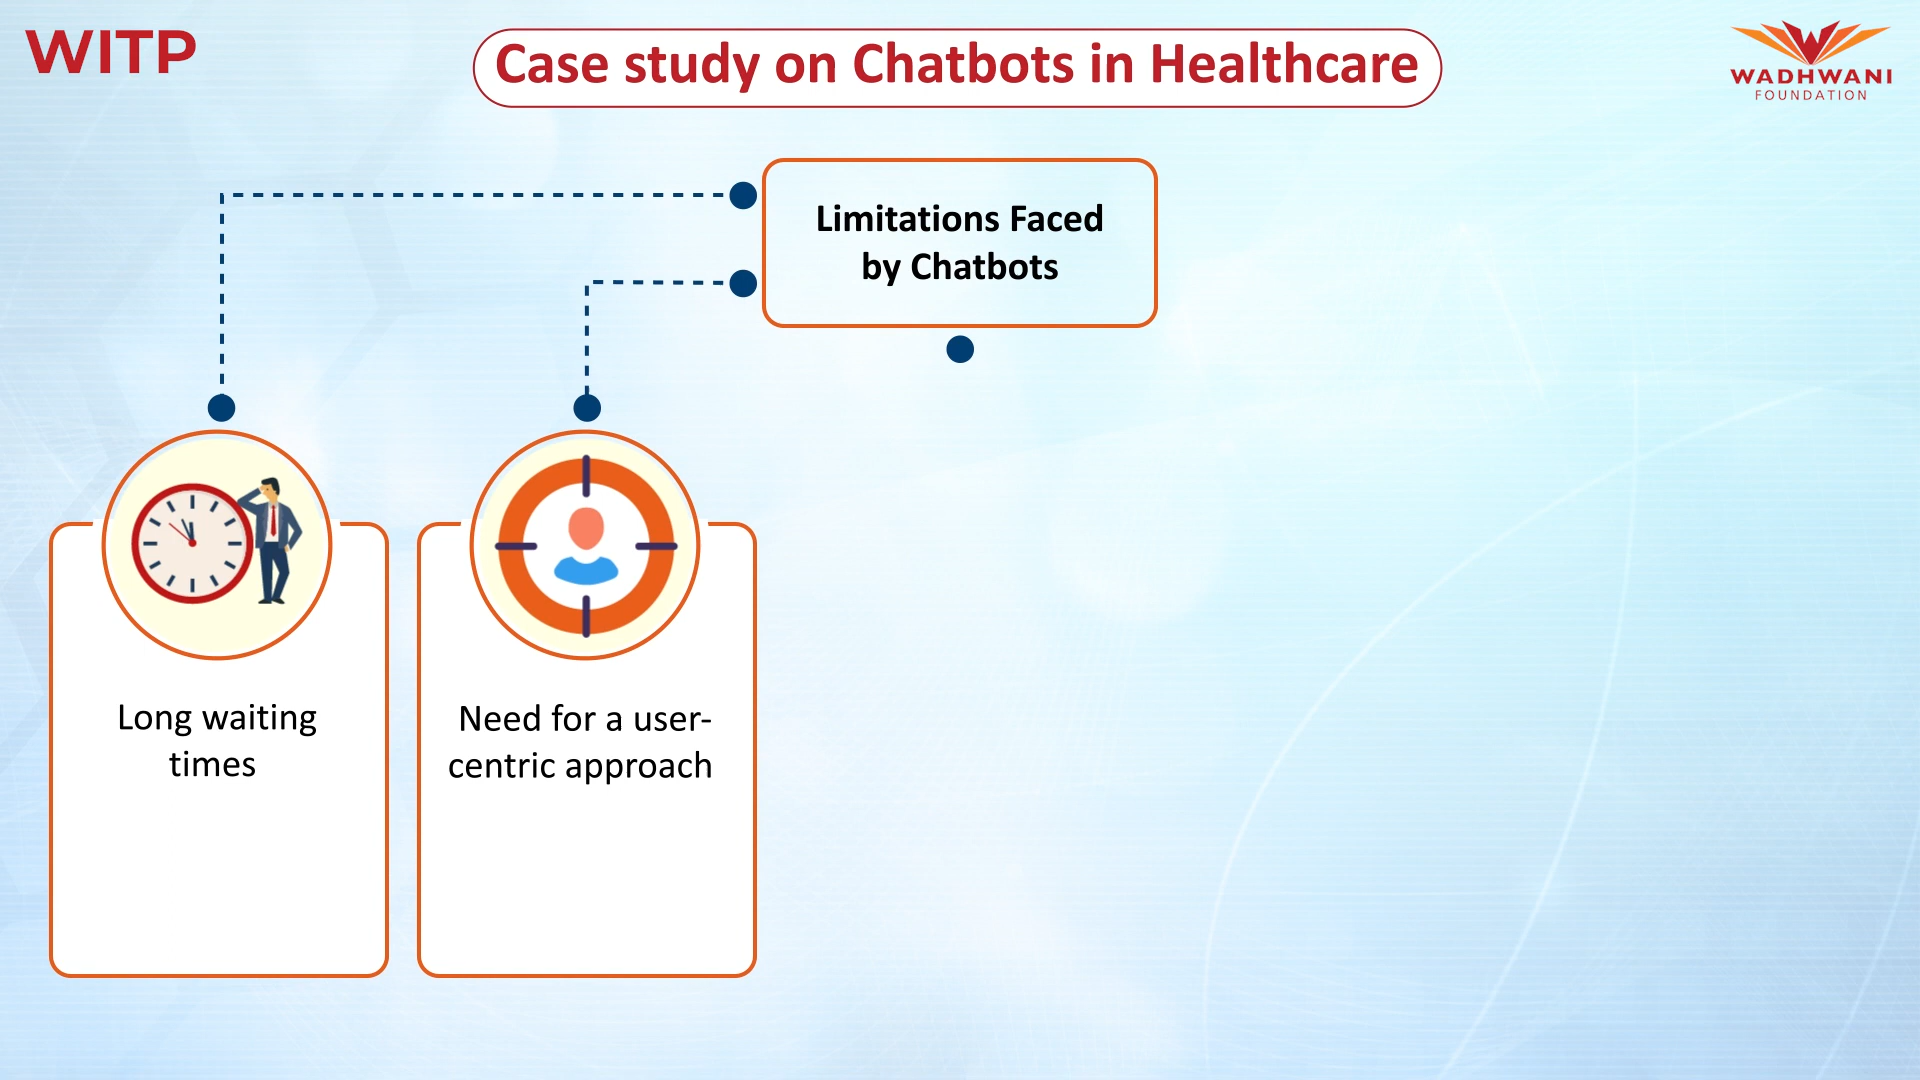 WITP
Case study on Chatbots in Healthcare
WADHWANI
FOUNDATION
Limitations Faced
by Chatbots
Long waiting
times
Need for a user-
centric approach